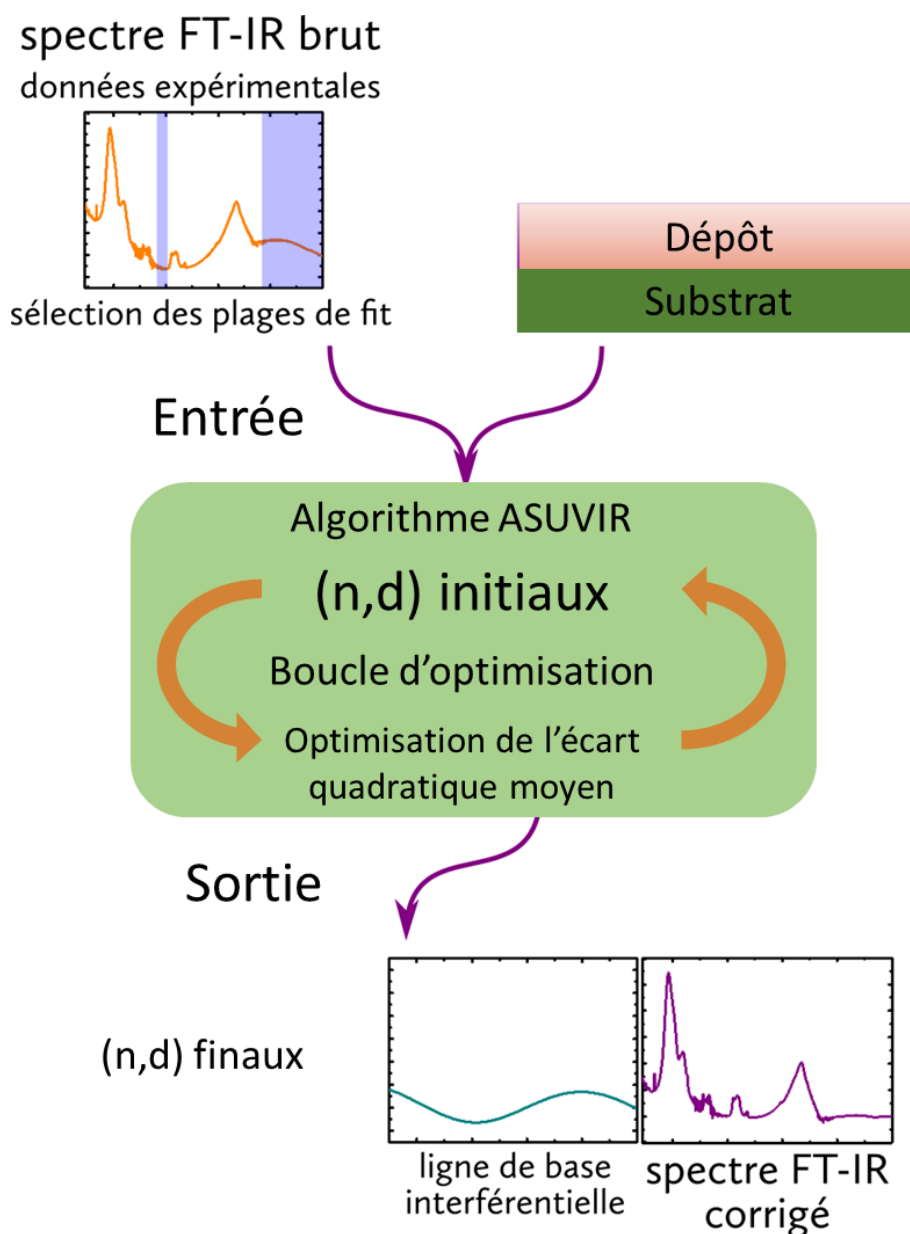 spectre FT-IR brut
données expérimentales
sélection des plages de fit
Dépôt
Substrat
Entrée
Algorithme ASUVIR
(n,d) initiaux
Boucle d’optimisation
Optimisation de l’écart
quadratique moyen
Sortie
(n,d) finaux
ligne de base
interférentielle
spectre FT-IR
corrigé